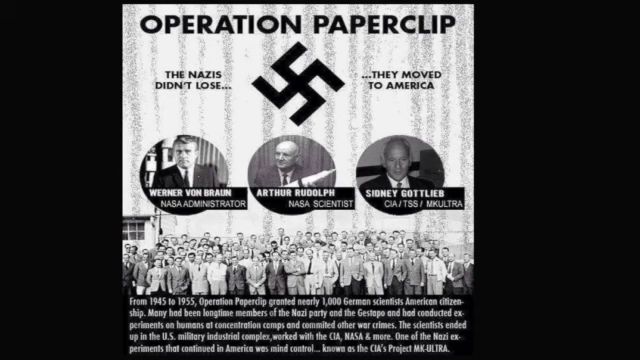 OPERATION PAPERCLIP
THE NAZIS
DIDN'T LOSE...
...THEY MOVED
TO AMERICA
WERNER VON BRAUN
NASA ADMINISTRATOR
ARTHUR RUDOLPH
NASA SCIENTIST
SIDNEY GOTTLIEB
CIA / TSS / MKULTRA
From 1945 to 1955, Operation Paperclip granted nearly 1,000 German scientists American citizen-
ship. Many had been longtime members of the Nazi party and the Gestapo and had conducted ex-
periments on humans at concentration camps and commited other war crimes. The scientists ended
up in the U.S. military industrial complex,worked with the CIA, NASA & more. One of the Nazi ex-
periments that continued in America was mind control... known as the CIA's Project MK-ULTRA.